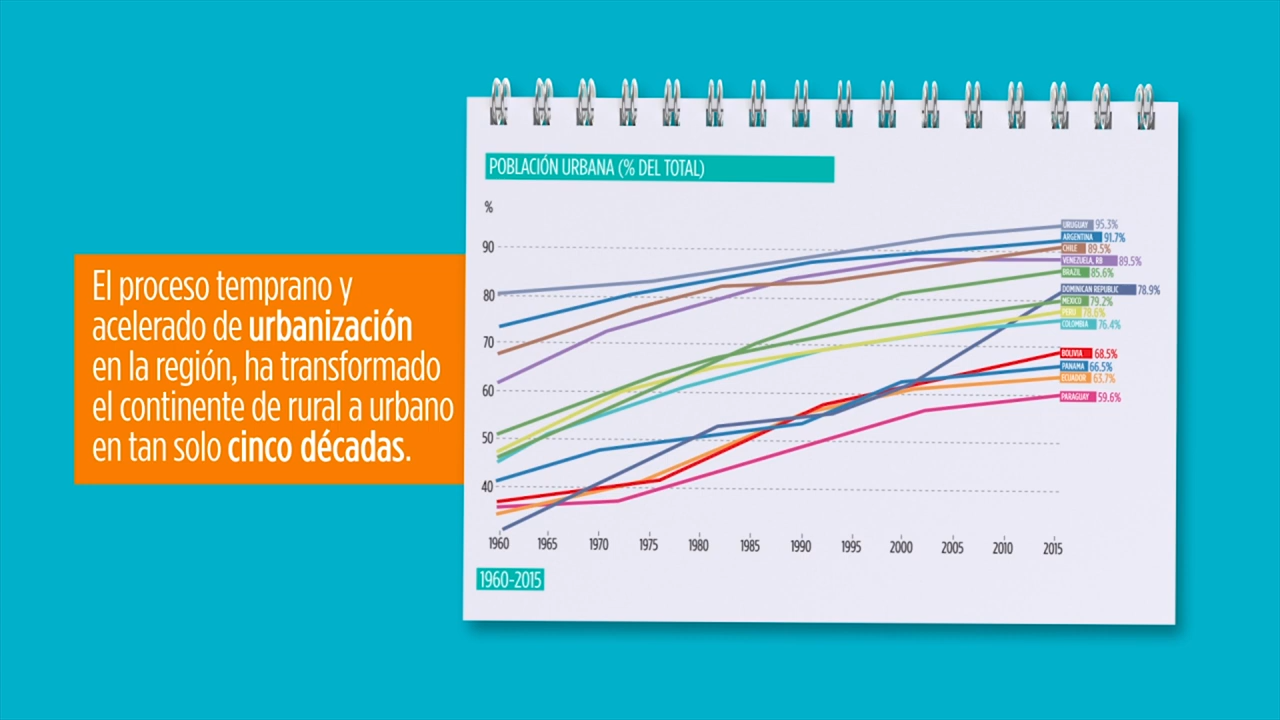 El proceso temprano y
acelerado de urbanización
en la región, ha transformado
el continente de rural a urbano
en tan solo cinco décadas.
POBLACIÓN URBANA (% DEL TOTAL)
%
90
80
70
60
50
40
URUGUAY 95.3%
ARGENTINA 91.7%
CHILE 89.5%
VENEZUELA, RB 89.5%
BRAZIL 85.6%
DOMINICAN REPUBLIC 78.9%
MEXICO 79.2%
PERU 78.6%
COLOMBIA 76.4%
BOLIVIA 68.5%
PANAMA 66.5%
ECUADOR 63.7%
PARAGUAY 59.6%
1960 1965 1970 1975 1980 1985 1990 1995 2000 2005 2010 2015
1960-2015